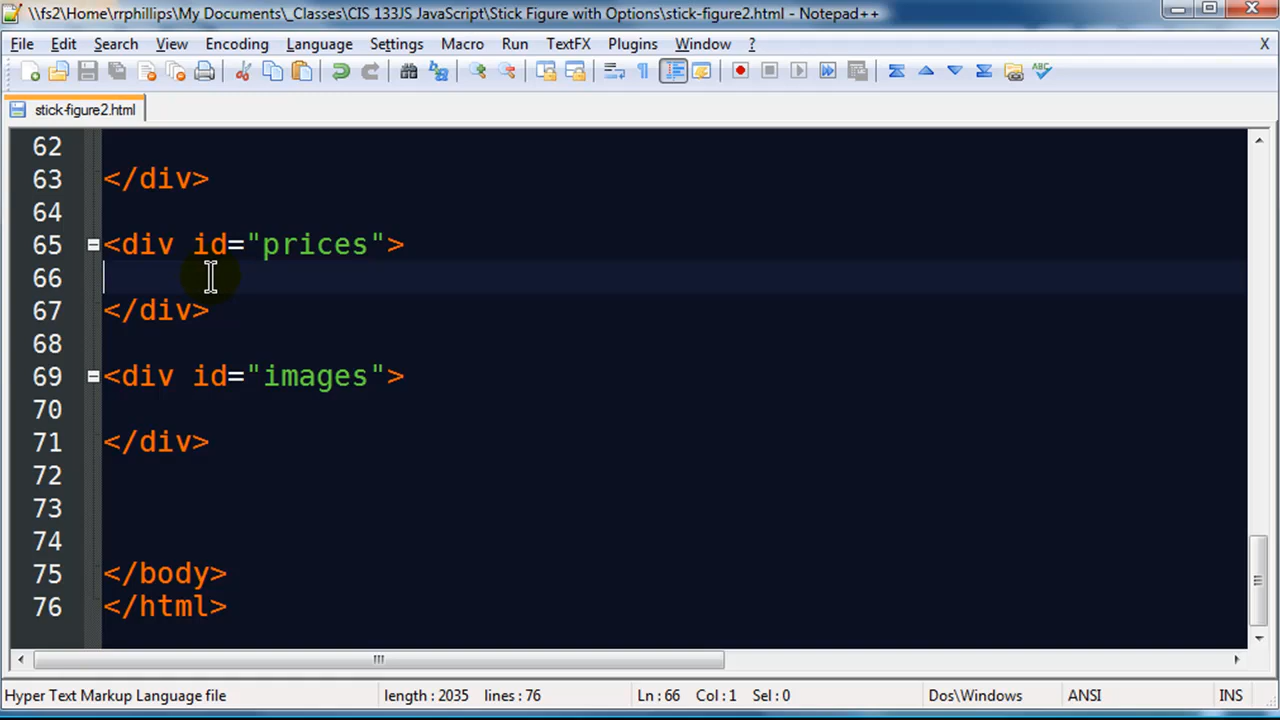 \\fs2\Home\rrphillips\My Documents\_Classes\CIS 133JS JavaScript\Stick Figure with Options\stick-figure2.html - Notepad++
File Edit Search View Encoding Language Settings Macro Run TextFX Plugins Window ? X
stick-figure2.html
62
63 </div>
64
65 <div id="prices">
66
67 </div>
68
69 <div id="images">
70
71 </div>
72
73
74
75 </body>
76 </html>
Hyper Text Markup Language file length : 2035 lines : 76 Ln : 66 Col : 1 Sel : 0 Dos\Windows ANSI INS